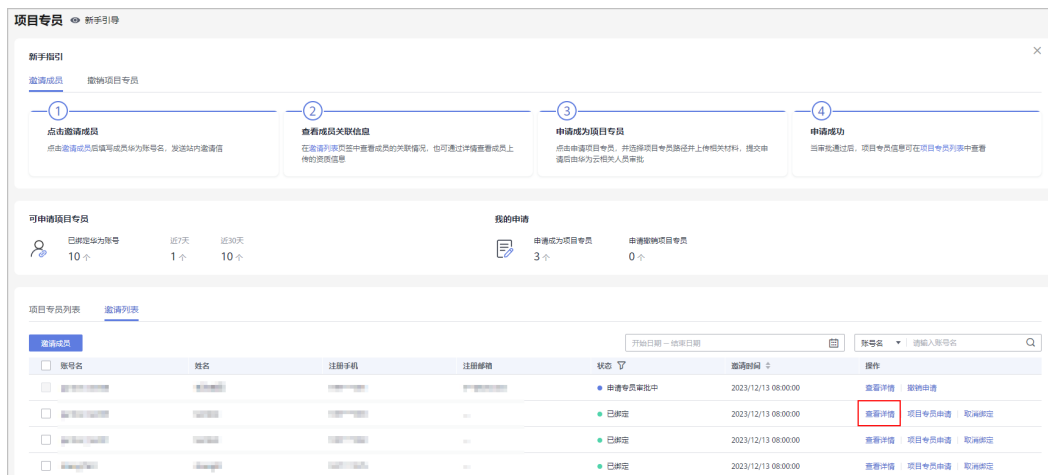 项目专员 新手引导
新手指引
邀请成员 撤销项目专员
1 2 3 4
点击邀请成员
点击邀请成员后填写成员华为账号名，发送站内邀请信
查看成员关联信息
在邀请列表页签中查看成员的关联情况，也可通过详情查看成员上
传的资质信息
申请成为项目专员
点击申请项目专员，并选择项目专员路径并上传相关材料，提交申
请后由华为云相关人员审批
申请成功
当审批通过后，项目专员信息可在项目专员列表中查看
可申请项目专员
已绑定华为账号 近7天 近30天
10 个 1 个 10 个
我的申请
申请成为项目专员 申请撤销项目专员
3 个 0 个
项目专员列表 邀请列表
邀请成员 开始日期 – 结束日期 账号名 请输入账号名
账号名 姓名 注册手机 注册邮箱 状态 邀请时间 操作
申请专员审批中 2023/12/13 08:00:00 查看详情 撤销申请
已绑定 2023/12/13 08:00:00 查看详情 项目专员申请 取消绑定
已绑定 2023/12/13 08:00:00 查看详情 项目专员申请 取消绑定
已绑定 2023/12/13 08:00:00 查看详情 项目专员申请 取消绑定